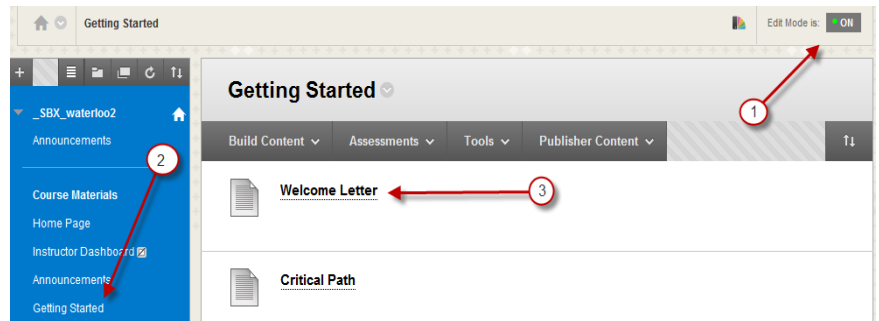 Getting Started
Edit Mode is: ON
_SBX_waterloo2
Announcements
Course Materials
Home Page
Instructor Dashboard
Announcements
Getting Started
Getting Started
Build Content
Assessments
Tools
Publisher Content
Welcome Letter
Critical Path
1
2
3